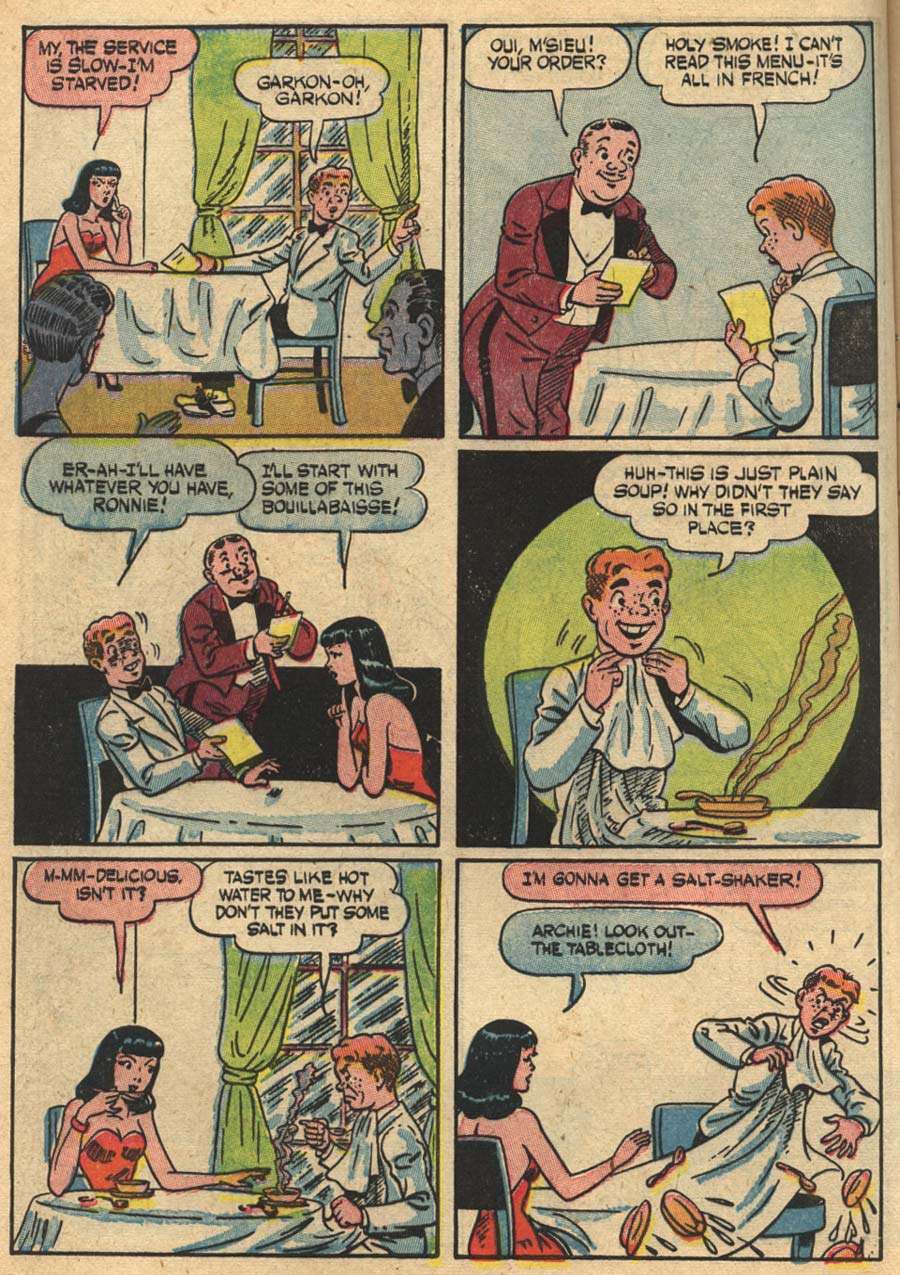 MY, THE SERVICE
IS SLOW-I'M
STARVED!
GARKON-OH,
GARKON!
OUI, M'SIEU!
YOUR ORDER?
HOLY SMOKE! I CAN'T
READ THIS MENU-IT'S
ALL IN FRENCH!
ER-AH-I'LL HAVE
WHATEVER YOU HAVE,
RONNIE!
I'LL START WITH
SOME OF THIS
BOUILLABAISSE!
HUH-THIS IS JUST PLAIN
SOUP! WHY DIDN'T THEY SAY
SO IN THE FIRST
PLACE?
M-MM-DELICIOUS,
ISN'T IT?
TASTES LIKE HOT
WATER TO ME-WHY
DON'T THEY PUT SOME
SALT IN IT?
I'M GONNA GET A SALT-SHAKER!
ARCHIE! LOOK OUT-
THE TABLECLOTH!